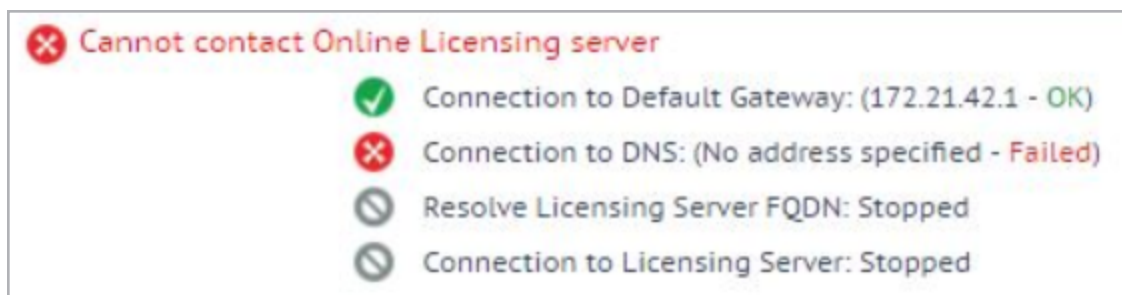 Cannot contact Online Licensing server
Connection to Default Gateway: (172.21.42.1 - OK)
Connection to DNS: (No address specified - Failed)
Resolve Licensing Server FQDN: Stopped
Connection to Licensing Server: Stopped